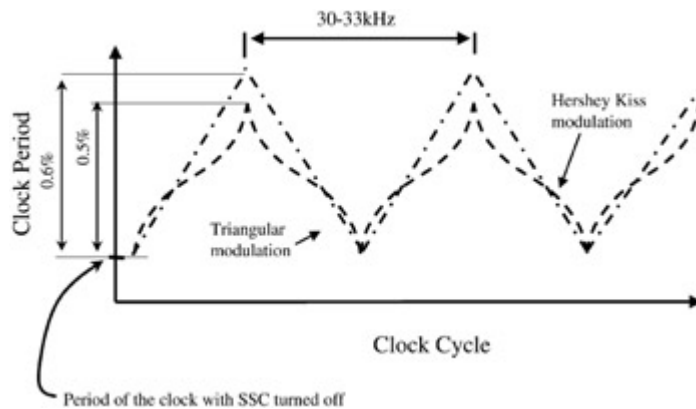 30-33kHz
Hershey Kiss
modulation
Clock Period
0.6%
0.5%
Triangular
modulation
Clock Cycle
Period of the clock with SSC turned off